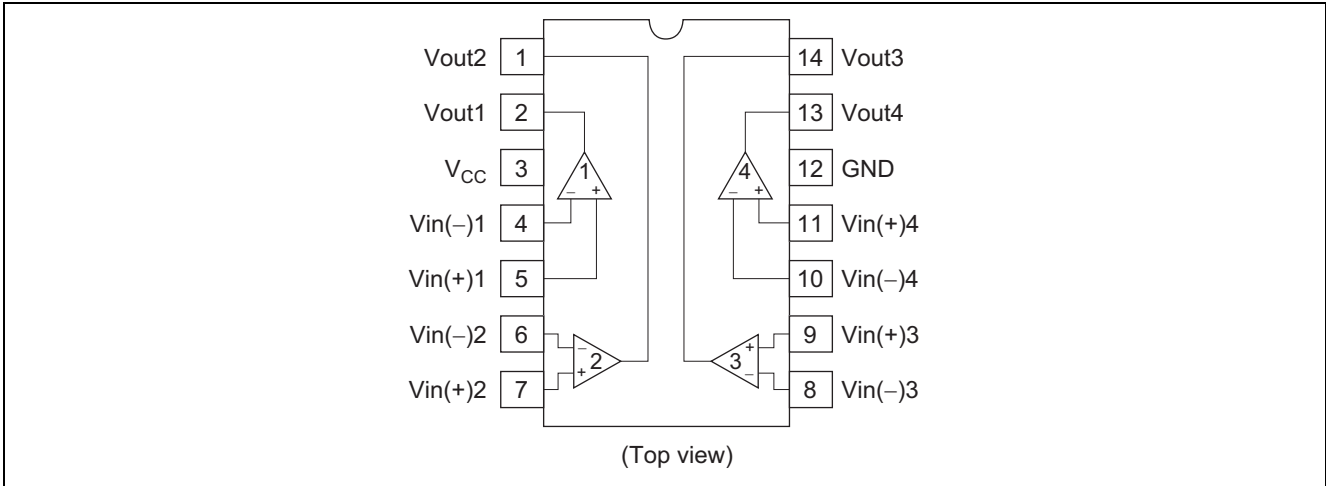 Vout2 1 14 Vout3
Vout1 2 13 Vout4
VCC 3 1 4 12 GND
− + − +
Vin(−)1 4 11 Vin(+)4
Vin(+)1 5 10 Vin(−)4
Vin(−)2 6 − + 9 Vin(+)3
2 3
Vin(+)2 7 + − 8 Vin(−)3
(Top view)